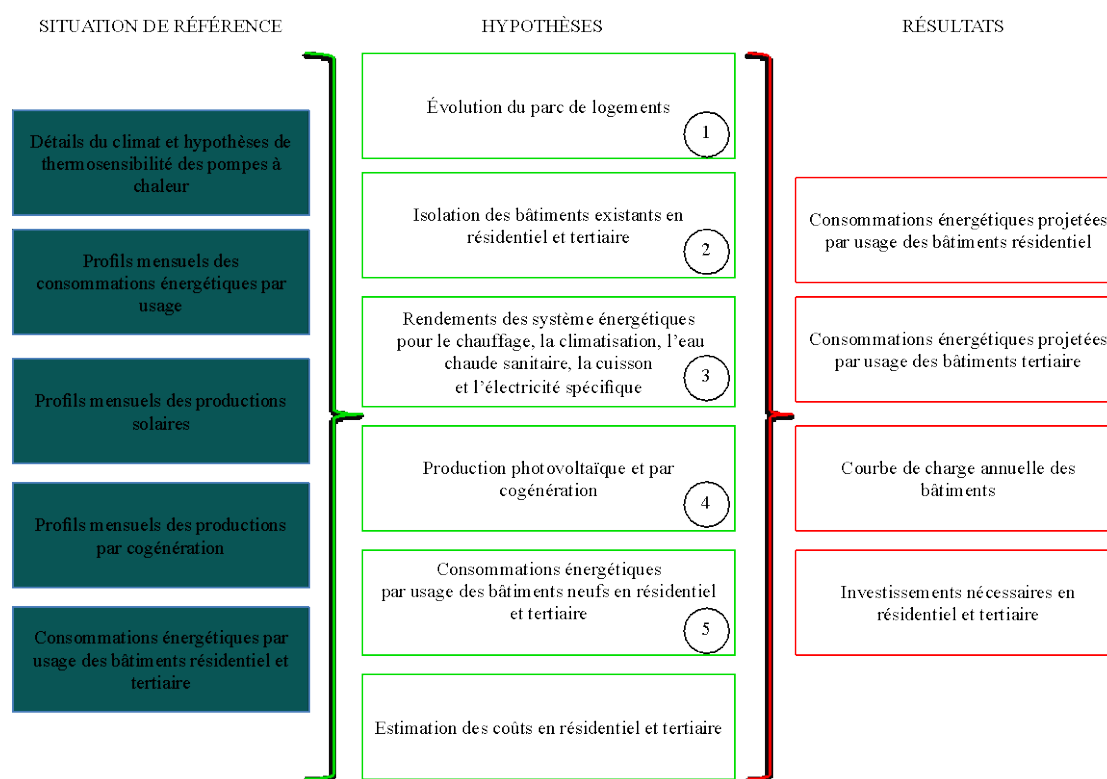 SITUATION DE RÉFÉRENCE
Détails du climat et hypothèses de
thermosensibilité des pompes à
chaleur
Profils mensuels des
consommations énergétiques par
usage
Profils mensuels des productions
solaires
Profils mensuels des productions
par cogénération
Consommations énergétiques par
usage des bâtiments résidentiel et
tertiaire
HYPOTHÈSES
Évolution du parc de logements
1
Isolation des bâtiments existants en
résidentiel et tertiaire
2
Rendements des système énergétiques
pour le chauffage, la climatisation, l’eau
chaude sanitaire, la cuisson
et l’électricité spécifique
3
Production photovoltaïque et par
cogénération
4
Consommations énergétiques
par usage des bâtiments neufs en résidentiel
et tertiaire
5
Estimation des coûts en résidentiel et tertiaire
RÉSULTATS
Consommations énergétiques projetées
par usage des bâtiments résidentiel
Consommations énergétiques projetées
par usage des bâtiments tertiaire
Courbe de charge annuelle des
bâtiments
Investissements nécessaires en
résidentiel et tertiaire